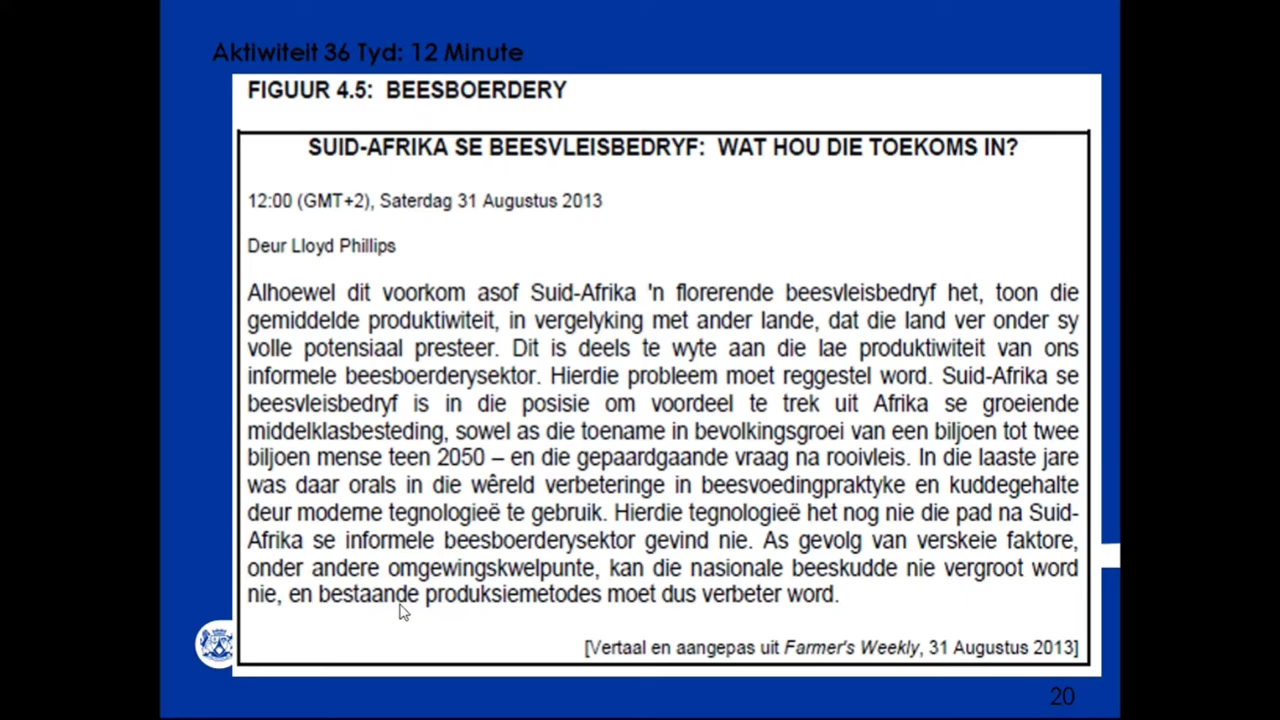 Aktiwiteit 36 Tyd: 12 Minute
FIGUUR 4.5: BEESBOERDERY
SUID-AFRIKA SE BEESVLEISBEDRYF: WAT HOU DIE TOEKOMS IN?
12:00 (GMT+2), Saterdag 31 Augustus 2013
Deur Lloyd Phillips
Alhoewel dit voorkom asof Suid-Afrika 'n florerende beesvleisbedryf het, toon die
gemiddelde produktiwiteit, in vergelyking met ander lande, dat die land ver onder sy
volle potensiaal presteer. Dit is deels te wyte aan die lae produktiwiteit van ons
informele beesboerderysektor. Hierdie probleem moet reggestel word. Suid-Afrika se
beesvleisbedryf is in die posisie om voordeel te trek uit Afrika se groeiende
middelklasbesteding, sowel as die toename in bevolkingsgroei van een biljoen tot twee
biljoen mense teen 2050 – en die gepaardgaande vraag na rooivleis. In die laaste jare
was daar orals in die wêreld verbeteringe in beesvoedingpraktyke en kuddegehalte
deur moderne tegnologieë te gebruik. Hierdie tegnologieë het nog nie die pad na Suid-
Afrika se informele beesboerderysektor gevind nie. As gevolg van verskeie faktore,
onder andere omgewingskwelpunte, kan die nasionale beeskudde nie vergroot word
nie, en bestaande produksiemetodes moet dus verbeter word.
[Vertaal en aangepas uit Farmer's Weekly, 31 Augustus 2013]
20